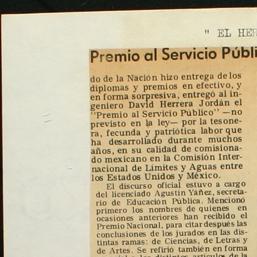 " EL HER
Premio al Servicio Públi
do de la Nación hizo entrega de los
diplomas y premios en efectivo, y
en forma sorpresiva, entregó al in-
geniero David Herrera Jordán el
"Premio al Servicio Público" —no
previsto en la ley— por la tesone-
ra, fecunda y patriótica labor que
ha desarrollado durante muchos
años, en su calidad de comisiona-
do mexicano en la Comisión Inter-
nacional de Límites y Aguas entre
los Estados Unidos y México.
El discurso oficial estuvo a cargo
del licenciado Agustín Yáñez, secreta-
rio de Educación Pública. Mencionó
primero los nombres de quienes en
ocasiones anteriores han recibido el
Premio Nacional, para citar después las
conclusiones de los jurados en las dis-
tintas ramas: de Ciencias, de Letras y
de Artes. Se refirió también en forma